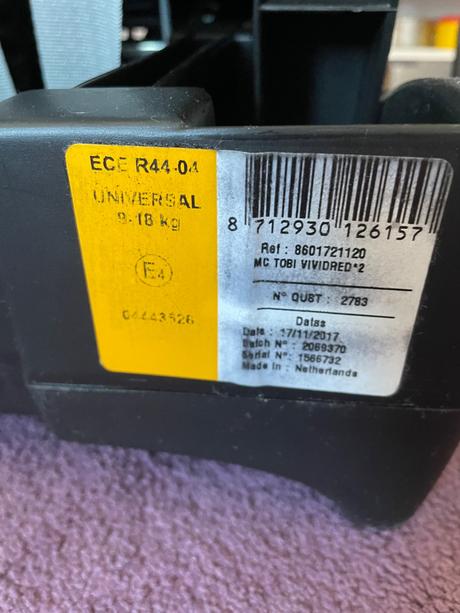 ECE R44-04
UNIVERSAL
9-18 kg
E4
04443526
8 712930 126157
Ref : 8601721120
MC TOBI VIVIDRED*2
N° QUST : 2783
Datss
Date : 17/11/2017
Batch N° : 2069370
Serial N° : 1566732
Made in : Netherlands